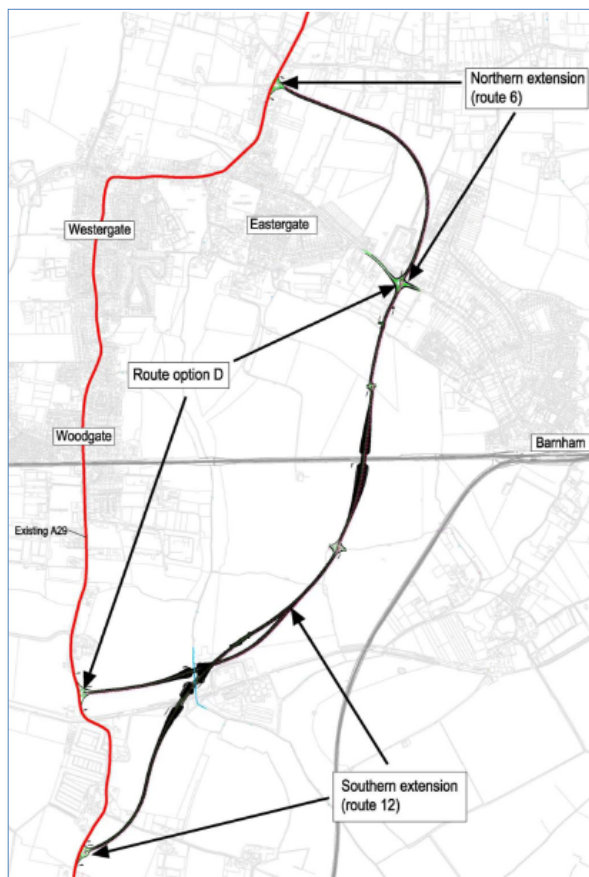 Northern extension
(route 6)
Westergate
Eastergate
Route option D
Woodgate
Barnham
Existing A29
Southern extension
(route 12)